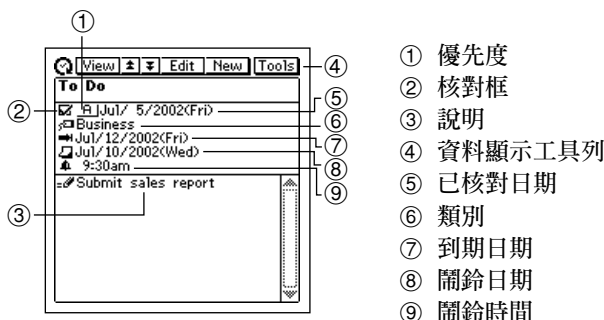 ①
View Edit New Tools
④
To Do
② A Jul/ 5/2002(Fri) ⑤
Business ⑥
Jul/12/2002(Fri) ⑦
Jul/10/2002(Wed) ⑧
9:30am ⑨
③ Submit sales report
① 優先度
② 核對框
③ 說明
④ 資料顯示工具列
⑤ 已核對日期
⑥ 類別
⑦ 到期日期
⑧ 鬧鈴日期
⑨ 鬧鈴時間